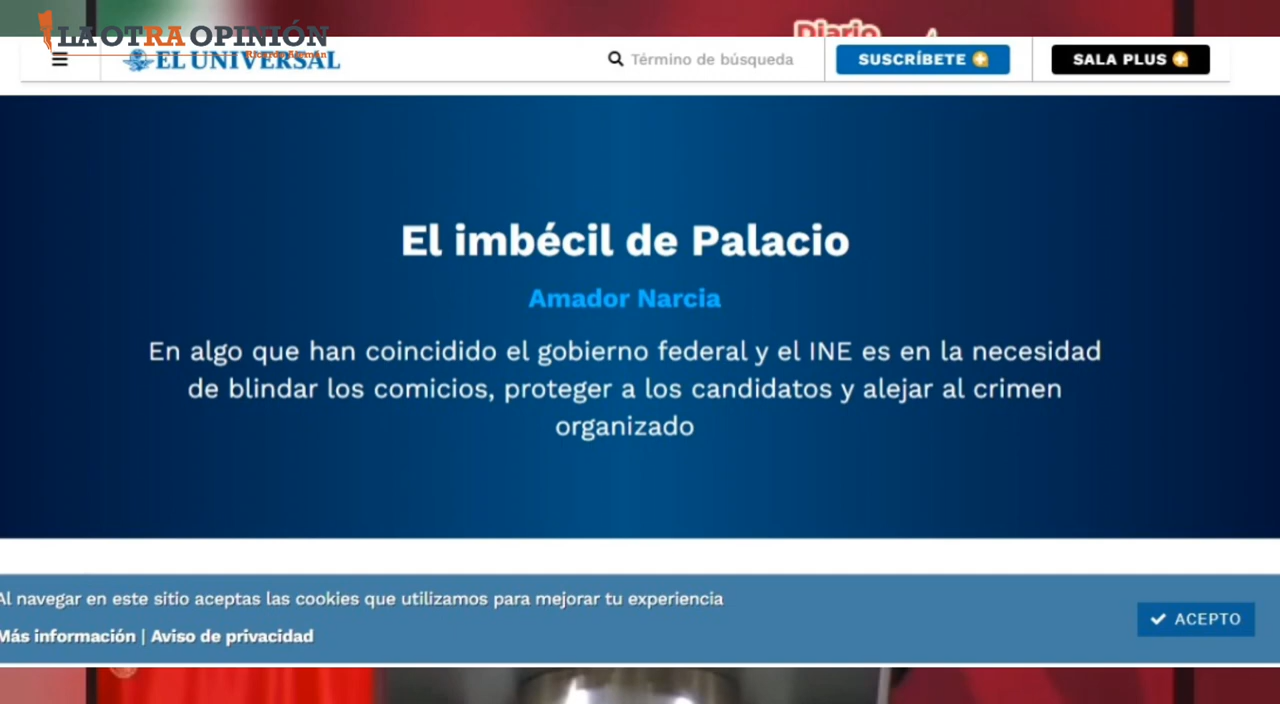 LA OTRA OPINIÓN
Ricardo Alemán
Diario
EL UNIVERSAL
Término de búsqueda
SUSCRÍBETE
SALA PLUS
El imbécil de Palacio
Amador Narcia
En algo que han coincidido el gobierno federal y el INE es en la necesidad
de blindar los comicios, proteger a los candidatos y alejar al crimen
organizado
Al navegar en este sitio aceptas las cookies que utilizamos para mejorar tu experiencia
ACEPTO
Más información | Aviso de privacidad